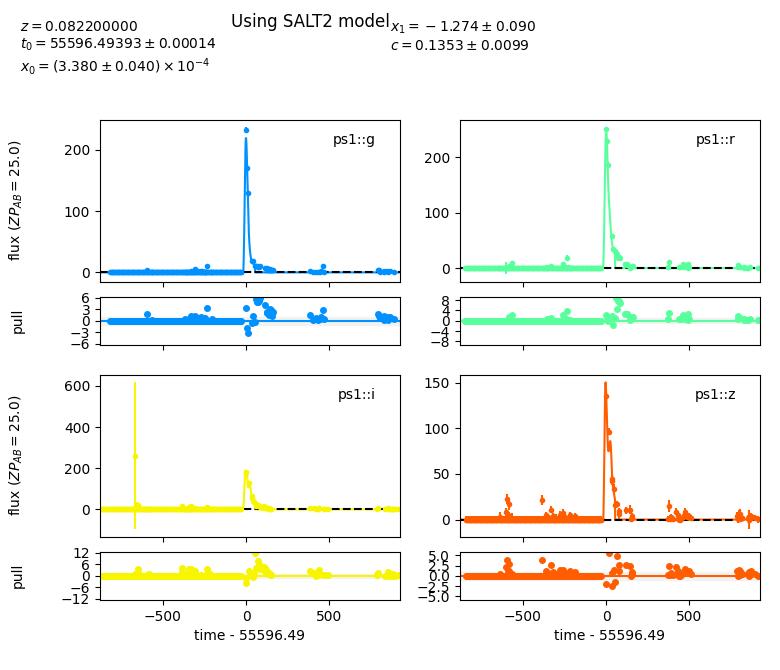 Using SALT2 model
z = 0.082200000
t₀ = 55596.49393 ± 0.00014
x₀ = (3.380 ± 0.040) × 10⁻⁴
x₁ = −1.274 ± 0.090
c = 0.1353 ± 0.0099
flux (ZP_AB = 25.0)
200
100
0
ps1::g
200
100
0
ps1::r
pull
6
3
0
−3
−6
8
4
0
−4
−8
flux (ZP_AB = 25.0)
600
400
200
0
ps1::i
150
100
50
0
ps1::z
pull
12
6
0
−6
−12
5.0
2.5
0.0
−2.5
−5.0
−500 0 500
−500 0 500
time - 55596.49
time - 55596.49